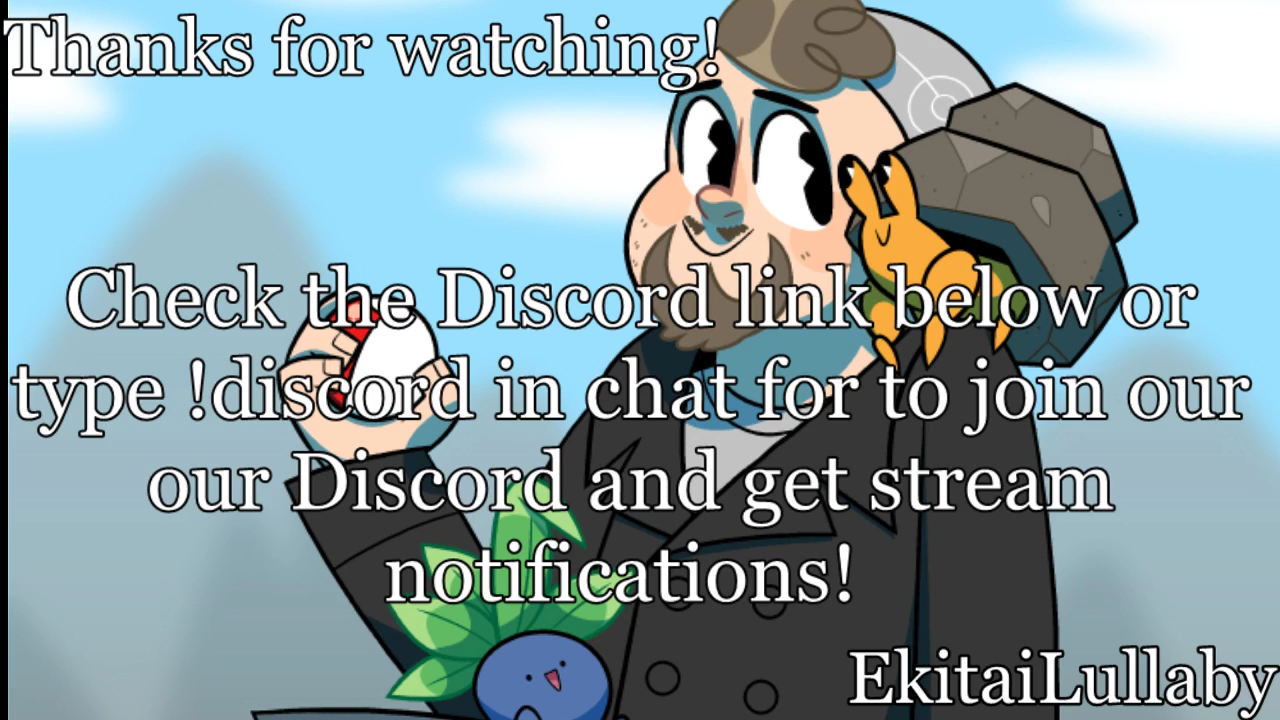 Thanks for watching!
Check the Discord link below or
type !discord in chat for to join our
our Discord and get stream
notifications!
EkitaiLullaby